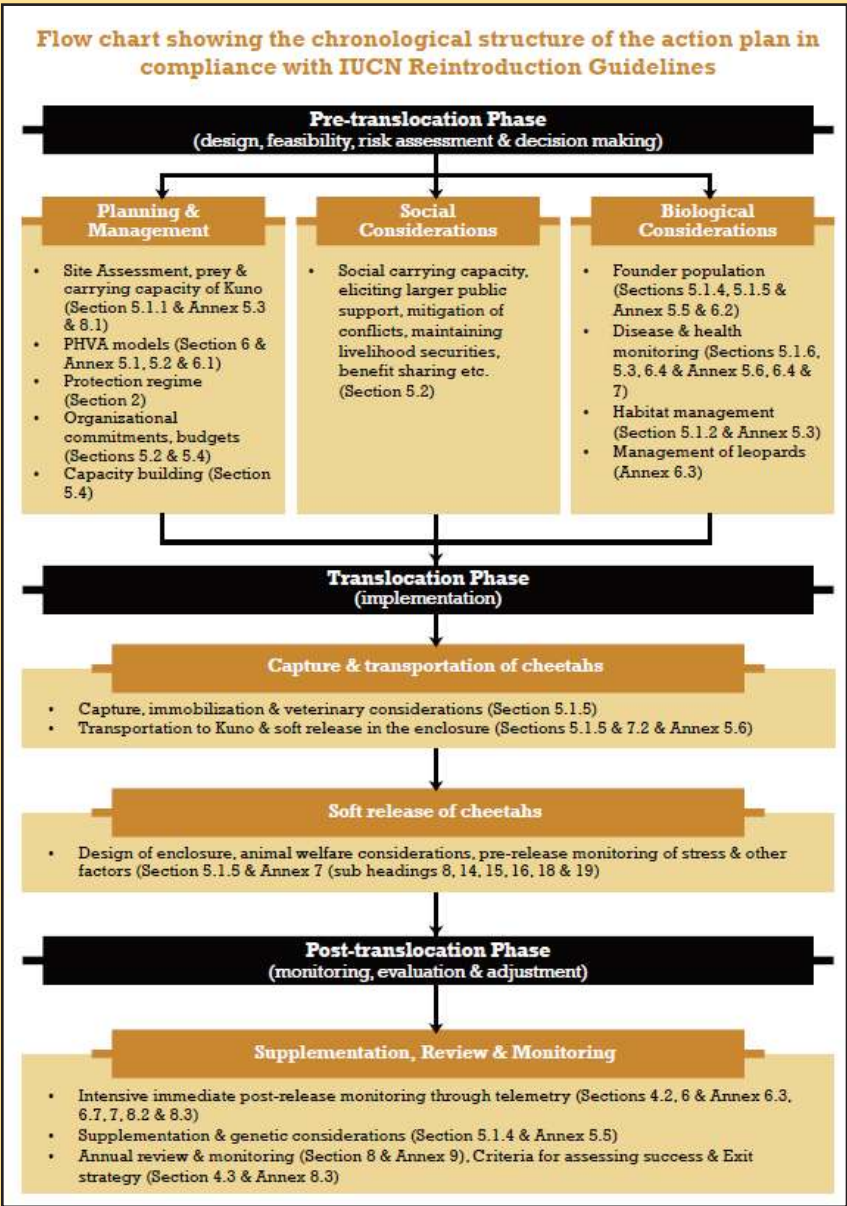 Flow chart showing the chronological structure of the action plan in
compliance with IUCN Reintroduction Guidelines
Pre-translocation Phase
(design, feasibility, risk assessment & decision making)
Planning &
Management
• Site Assessment, prey &
carrying capacity of Kuno
(Section 5.1.1 & Annex 5.3
& 8.1)
• PHVA models (Section 6 &
Annex 5.1, 5.2 & 6.1)
• Protection regime
(Section 2)
• Organizational
commitments, budgets
(Sections 5.2 & 5.4)
• Capacity building (Section
5.4)
Social
Considerations
• Social carrying capacity,
eliciting larger public
support, mitigation of
conflicts, maintaining
livelihood securities,
benefit sharing etc.
(Section 5.2)
Biological
Considerations
• Founder population
(Sections 5.1.4, 5.1.5 &
Annex 5.5 & 6.2)
• Disease & health
monitoring (Sections 5.1.6,
5.3, 6.4 & Annex 5.6, 6.4 &
7)
• Habitat management
(Section 5.1.2 & Annex 5.3)
• Management of leopards
(Annex 6.3)
Translocation Phase
(implementation)
Capture & transportation of cheetahs
• Capture, immobilization & veterinary considerations (Section 5.1.5)
• Transportation to Kuno & soft release in the enclosure (Sections 5.1.5 & 7.2 & Annex 5.6)
Soft release of cheetahs
• Design of enclosure, animal welfare considerations, pre-release monitoring of stress & other
factors (Section 5.1.5 & Annex 7 (sub headings 8, 14, 15, 16, 18 & 19)
Post-translocation Phase
(monitoring, evaluation & adjustment)
Supplementation, Review & Monitoring
• Intensive immediate post-release monitoring through telemetry (Sections 4.2, 6 & Annex 6.3,
6.7, 7, 8.2 & 8.3)
• Supplementation & genetic considerations (Section 5.1.4 & Annex 5.5)
• Annual review & monitoring (Section 8 & Annex 9), Criteria for assessing success & Exit
strategy (Section 4.3 & Annex 8.3)